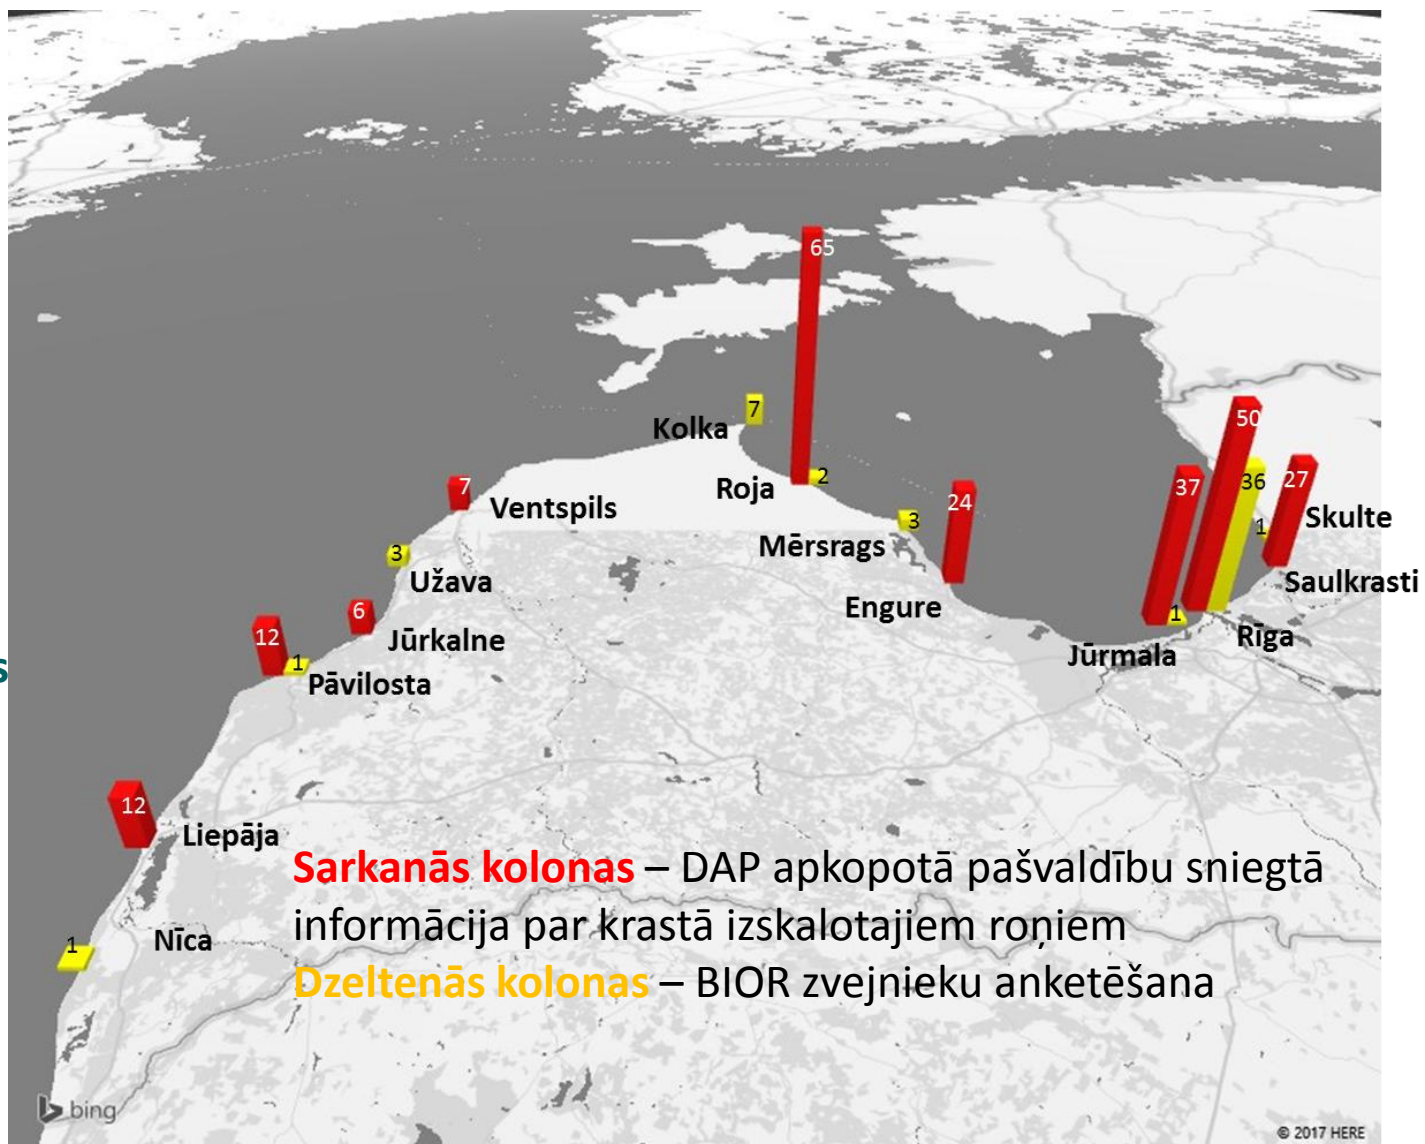 65
7
Kolka
Roja
2
7
Ventspils
3
Mērsrags
24
Engure
50
37
36
27
1
Skulte
Saulkrasti
1
Rīga
Jūrmala
3
Užava
6
Jūrkalne
12
1
Pāvilosta
s
12
Liepāja
1
Nīca
Sarkanās kolonas – DAP apkopotā pašvaldību sniegtā
informācija par krastā izskalotajiem roņiem
Dzeltenās kolonas – BIOR zvejnieku anketēšana
bing
© 2017 HERE